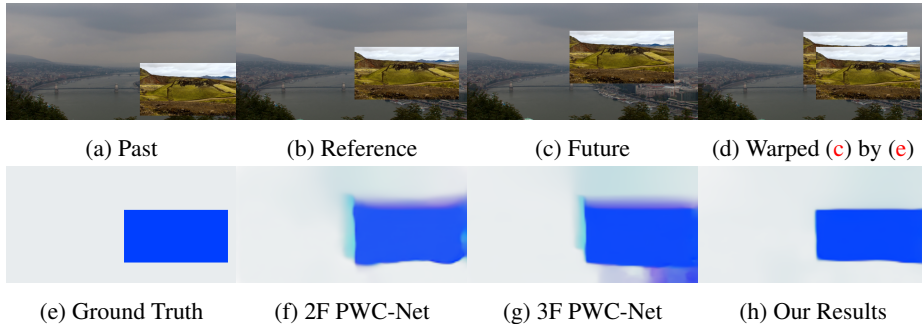 (a) Past
(b) Reference
(c) Future
(d) Warped (c) by (e)
(e) Ground Truth
(f) 2F PWC-Net
(g) 3F PWC-Net
(h) Our Results